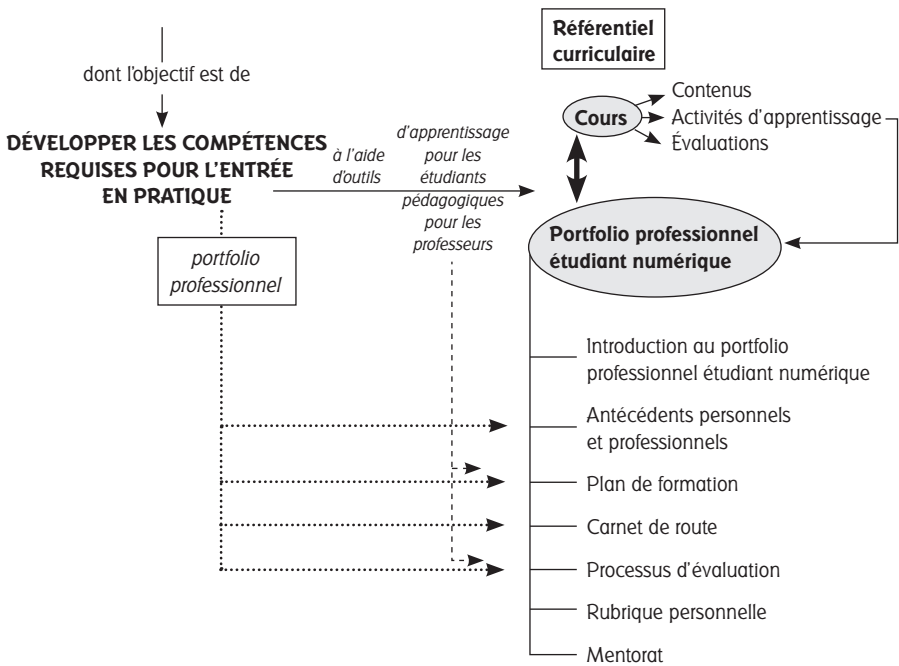 dont l'objectif est de
DÉVELOPPER LES COMPÉTENCES
REQUISES POUR L'ENTRÉE
EN PRATIQUE
portfolio
professionnel
à l'aide
d'outils
d'apprentissage
pour les
étudiants
pédagogiques
pour les
professeurs
Référentiel
curriculaire
Cours
Contenus
Activités d'apprentissage
Évaluations
Portfolio professionnel
étudiant numérique
Introduction au portfolio
professionnel étudiant numérique
Antécédents personnels
et professionnels
Plan de formation
Carnet de route
Processus d'évaluation
Rubrique personnelle
Mentorat